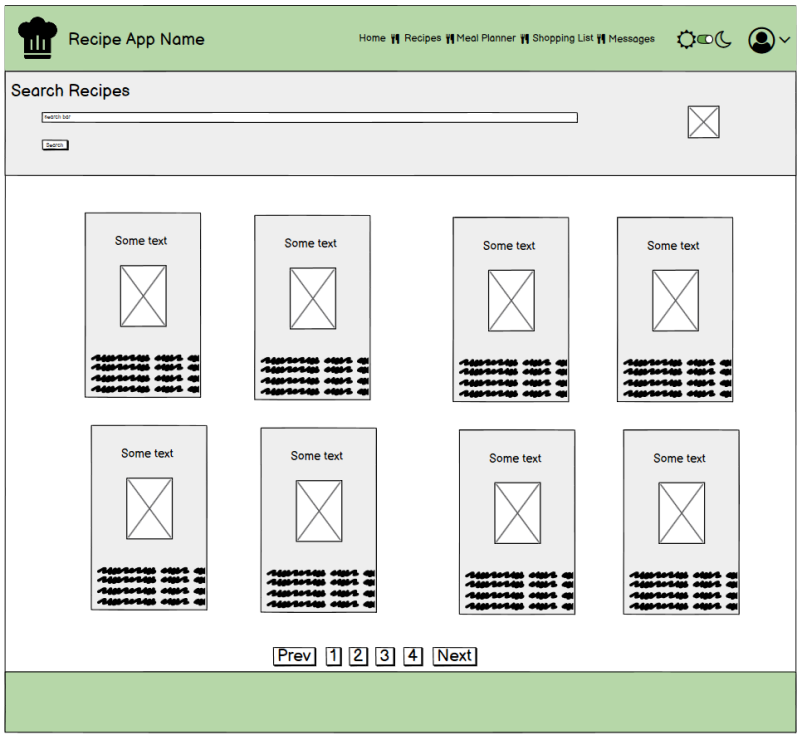 Recipe App Name
Home Recipes Meal Planner Shopping List Messages
Search Recipes
Search bar
Search
Some text Some text Some text Some text
Some text Some text Some text Some text
Prev 1 2 3 4 Next